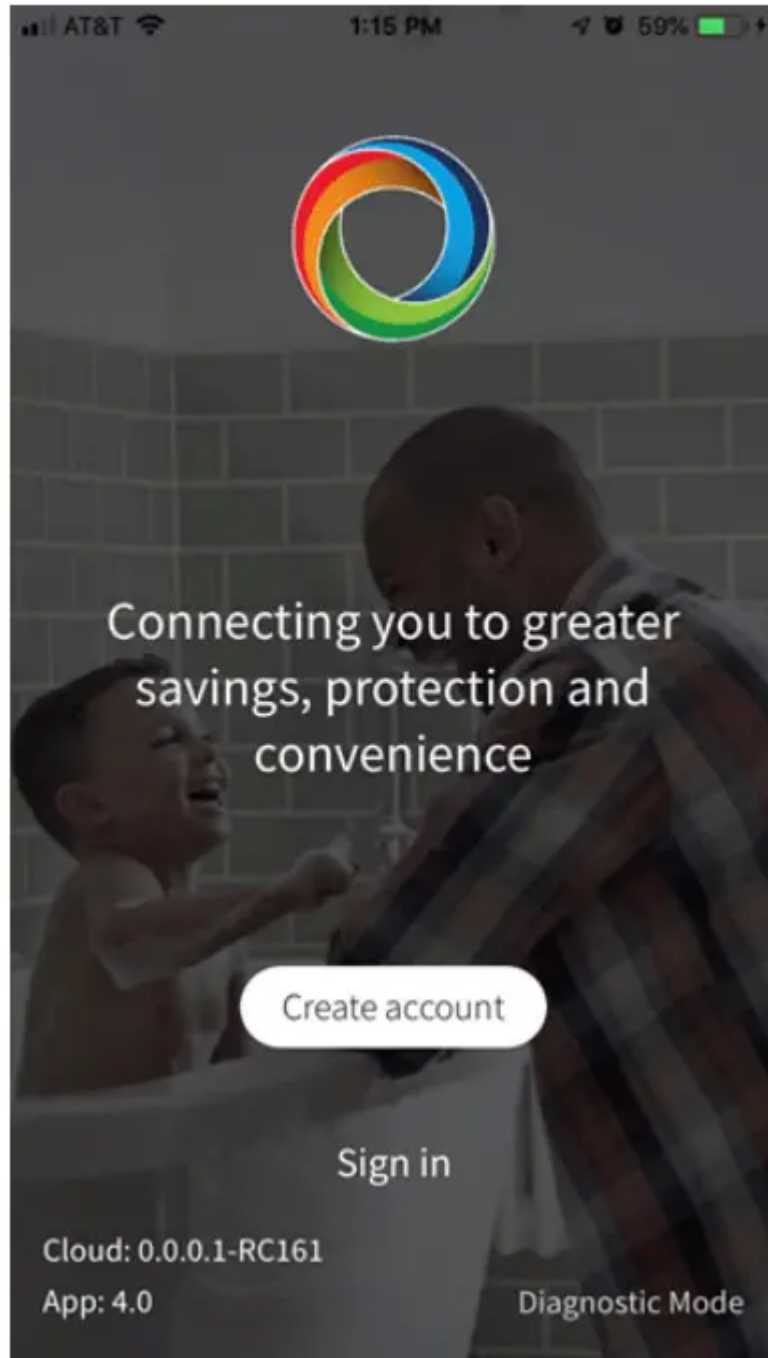 AT&T 1:15 PM 59%
Connecting you to greater
savings, protection and
convenience
Create account
Sign in
Cloud: 0.0.0.1-RC161
App: 4.0 Diagnostic Mode